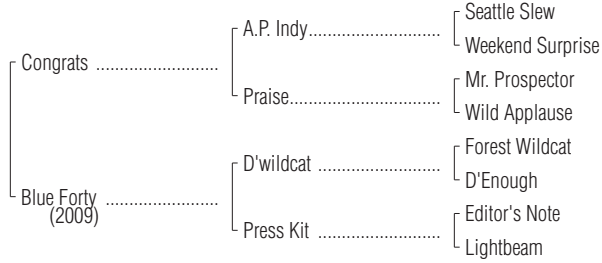 Seattle Slew
A.P. Indy
Weekend Surprise
Congrats
Mr. Prospector
Praise
Wild Applause
Forest Wildcat
D'wildcat
D'Enough
Blue Forty
(2009)
Editor's Note
Press Kit
Lightbeam